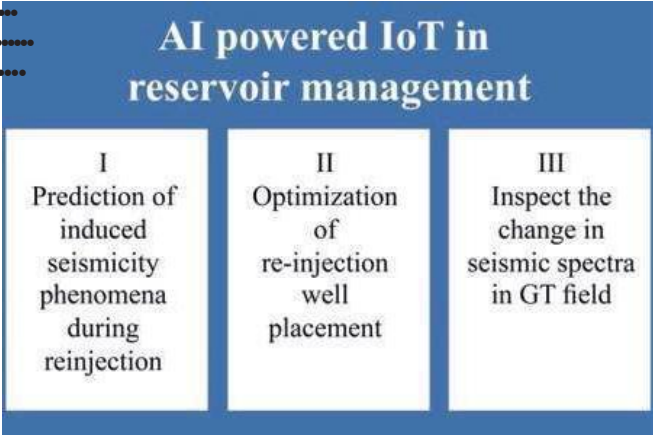 AI powered IoT in
reservoir management
I
Prediction of
induced
seismicity
phenomena
during
reinjection
II
Optimization
of
re-injection
well
placement
III
Inspect the
change in
seismic spectra
in GT field